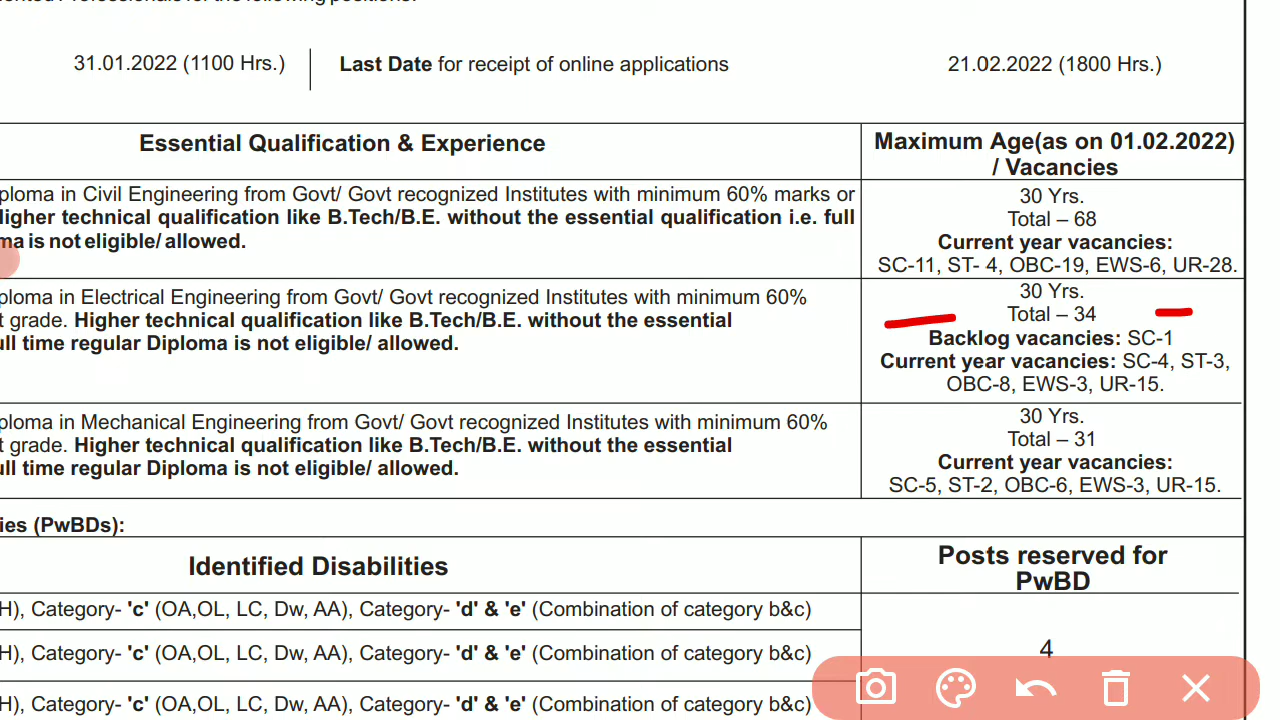 31.01.2022 (1100 Hrs.) Last Date for receipt of online applications 21.02.2022 (1800 Hrs.)
Essential Qualification & Experience
Maximum Age(as on 01.02.2022)
/ Vacancies
ploma in Civil Engineering from Govt/ Govt recognized Institutes with minimum 60% marks or
igher technical qualification like B.Tech/B.E. without the essential qualification i.e. full
ma is not eligible/ allowed.
30 Yrs.
Total – 68
Current year vacancies:
SC-11, ST- 4, OBC-19, EWS-6, UR-28.
ploma in Electrical Engineering from Govt/ Govt recognized Institutes with minimum 60%
t grade. Higher technical qualification like B.Tech/B.E. without the essential
ull time regular Diploma is not eligible/ allowed.
30 Yrs.
Total – 34
Backlog vacancies: SC-1
Current year vacancies: SC-4, ST-3,
OBC-8, EWS-3, UR-15.
ploma in Mechanical Engineering from Govt/ Govt recognized Institutes with minimum 60%
t grade. Higher technical qualification like B.Tech/B.E. without the essential
ull time regular Diploma is not eligible/ allowed.
30 Yrs.
Total – 31
Current year vacancies:
SC-5, ST-2, OBC-6, EWS-3, UR-15.
ies (PwBDs):
Identified Disabilities
Posts reserved for
PwBD
H), Category- 'c' (OA,OL, LC, Dw, AA), Category- 'd' & 'e' (Combination of category b&c)
H), Category- 'c' (OA,OL, LC, Dw, AA), Category- 'd' & 'e' (Combination of category b&c)
4
H), Category- 'c' (OA,OL, LC, Dw, AA), Category- 'd' & 'e' (Combination of category b&c)